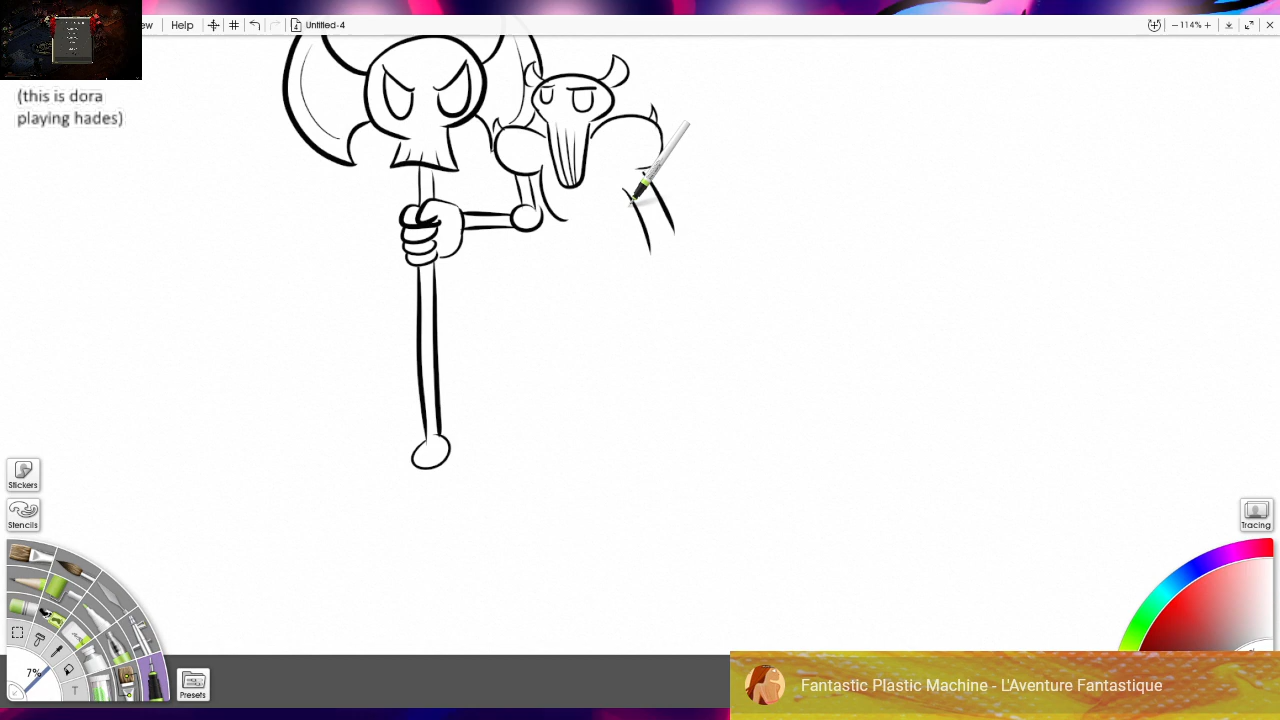 ew
Help
Untitled-4
114%
(this is dora
playing hades)
Stickers
Stencils
Tracing
7%
T
Presets
Fantastic Plastic Machine - L'Aventure Fantastique